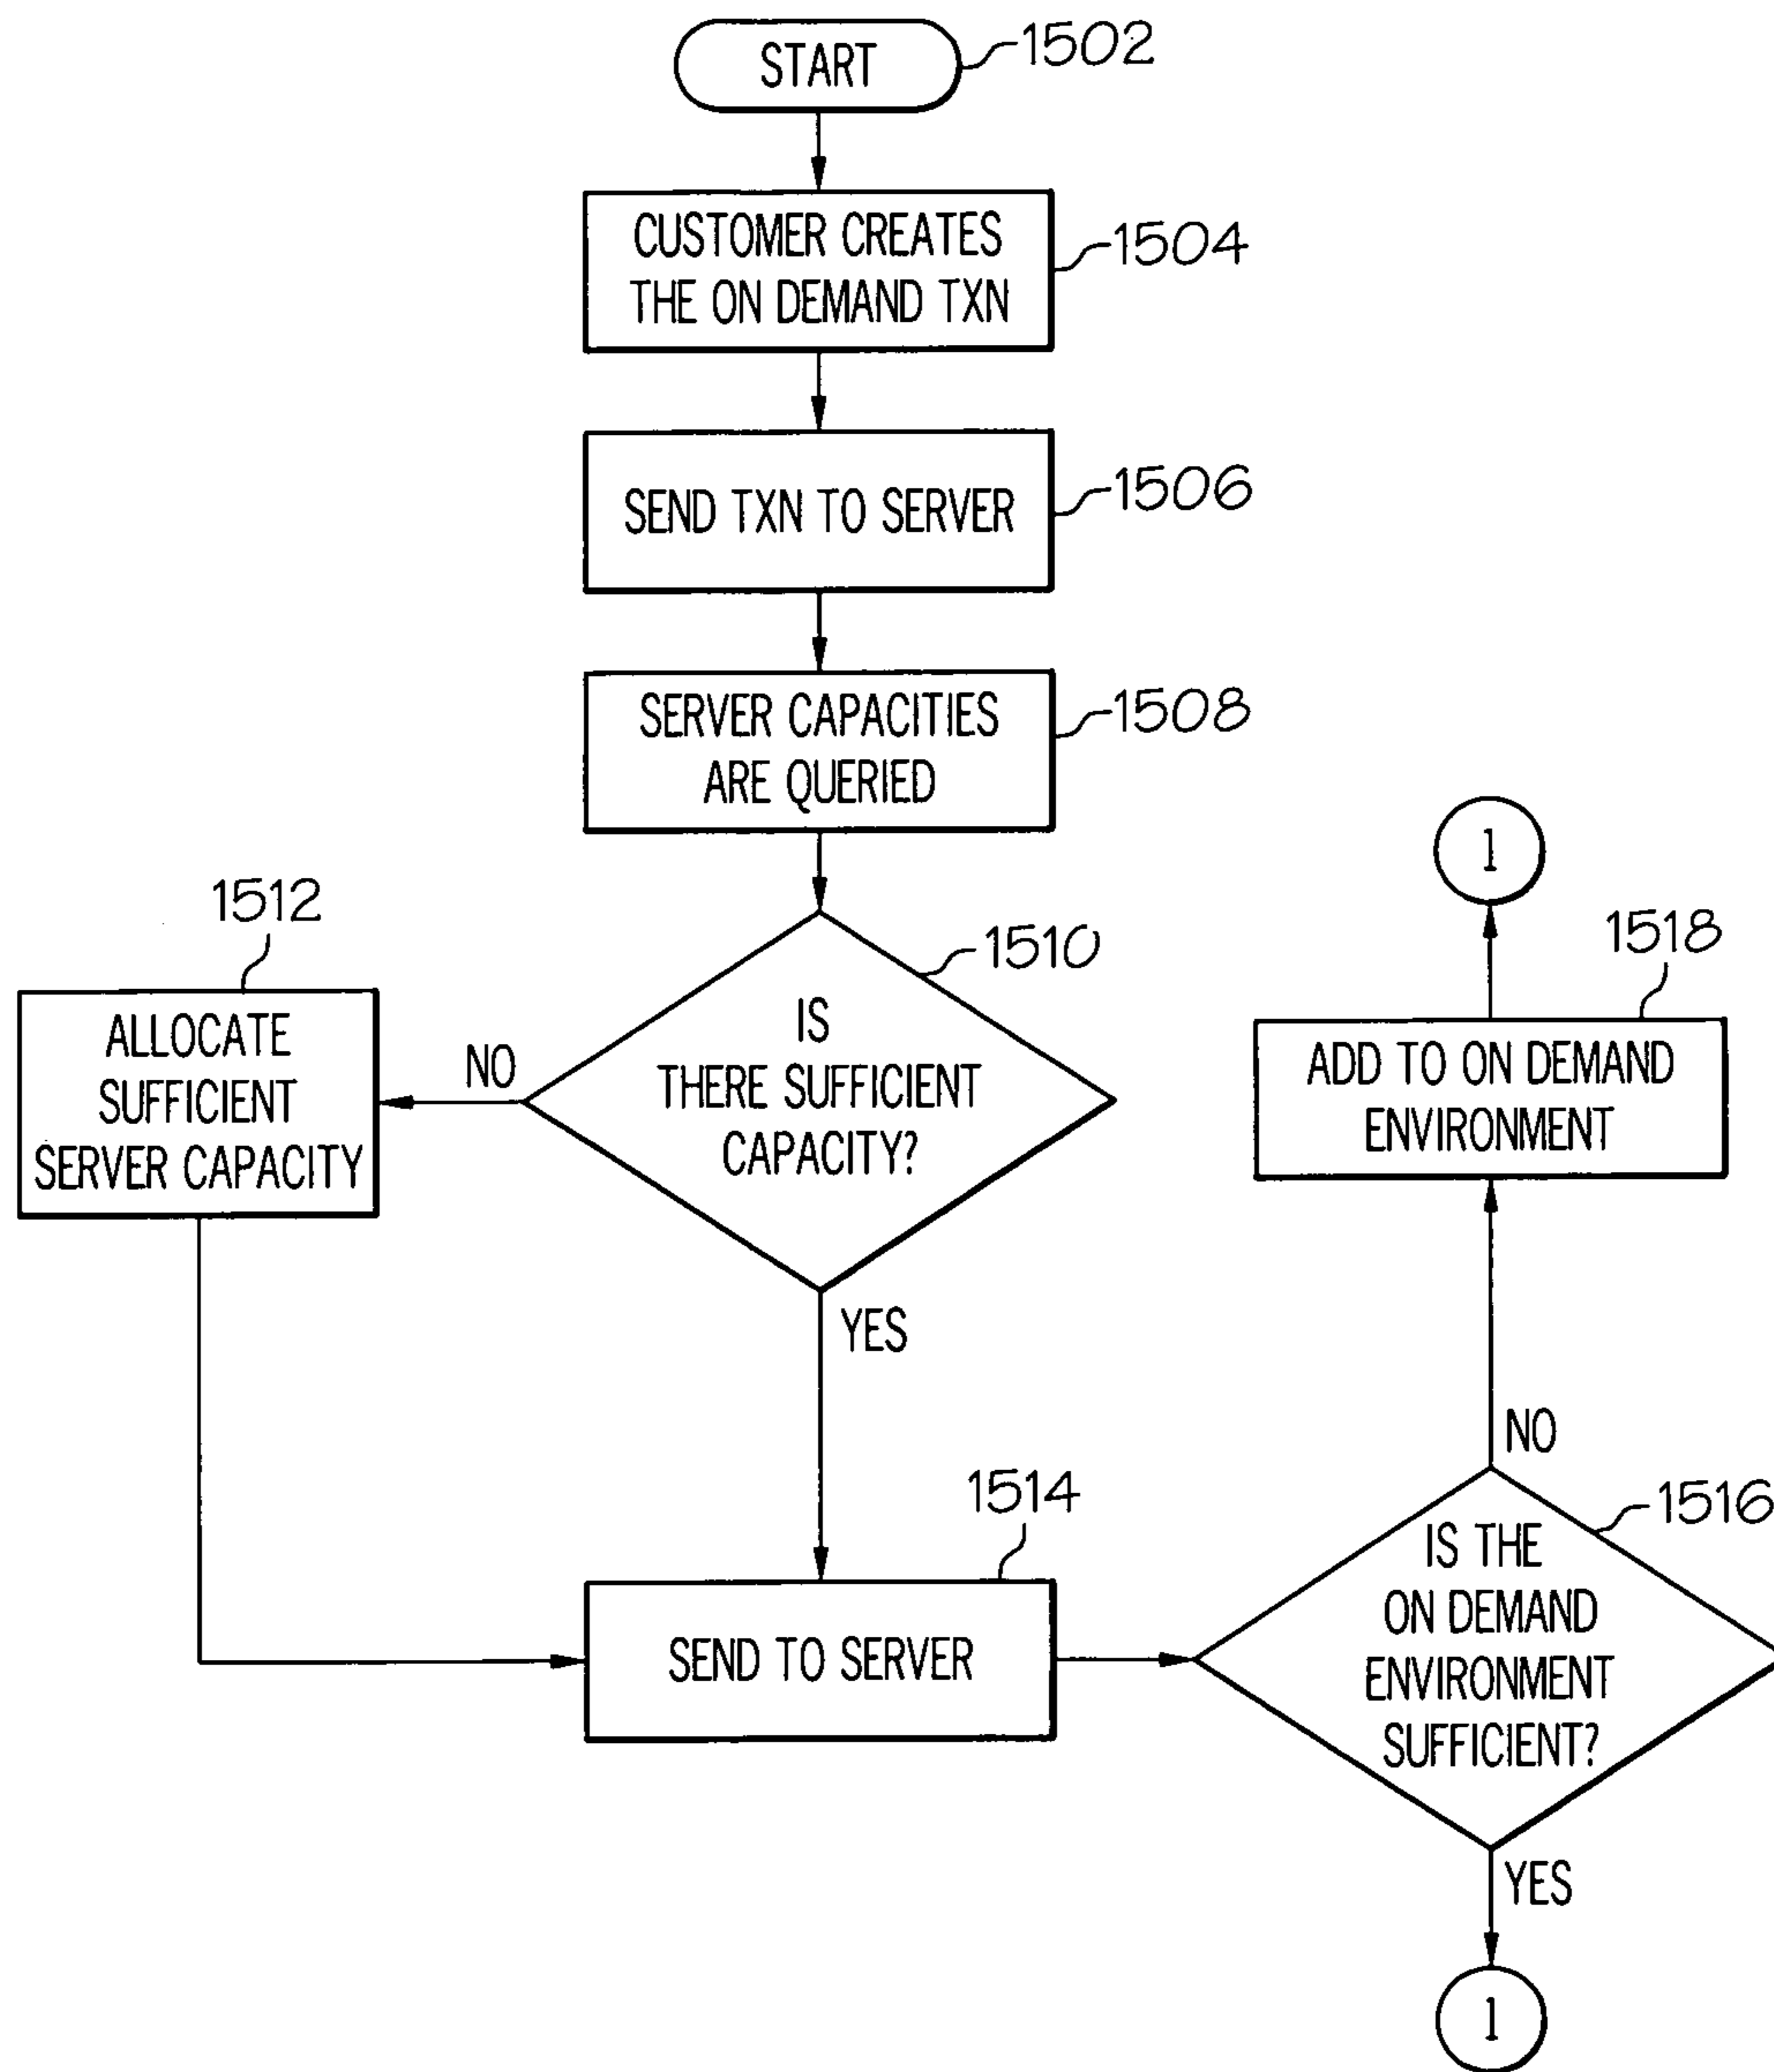 START
1502
CUSTOMER CREATES
THE ON DEMAND TXN
1504
SEND TXN TO SERVER
1506
SERVER CAPACITIES
ARE QUERIED
1508
1510
IS
THERE SUFFICIENT
CAPACITY?
NO
1512
ALLOCATE
SUFFICIENT
SERVER CAPACITY
YES
1514
SEND TO SERVER
1516
IS THE
ON DEMAND
ENVIRONMENT
SUFFICIENT?
NO
1518
ADD TO ON DEMAND
ENVIRONMENT
1
YES
1